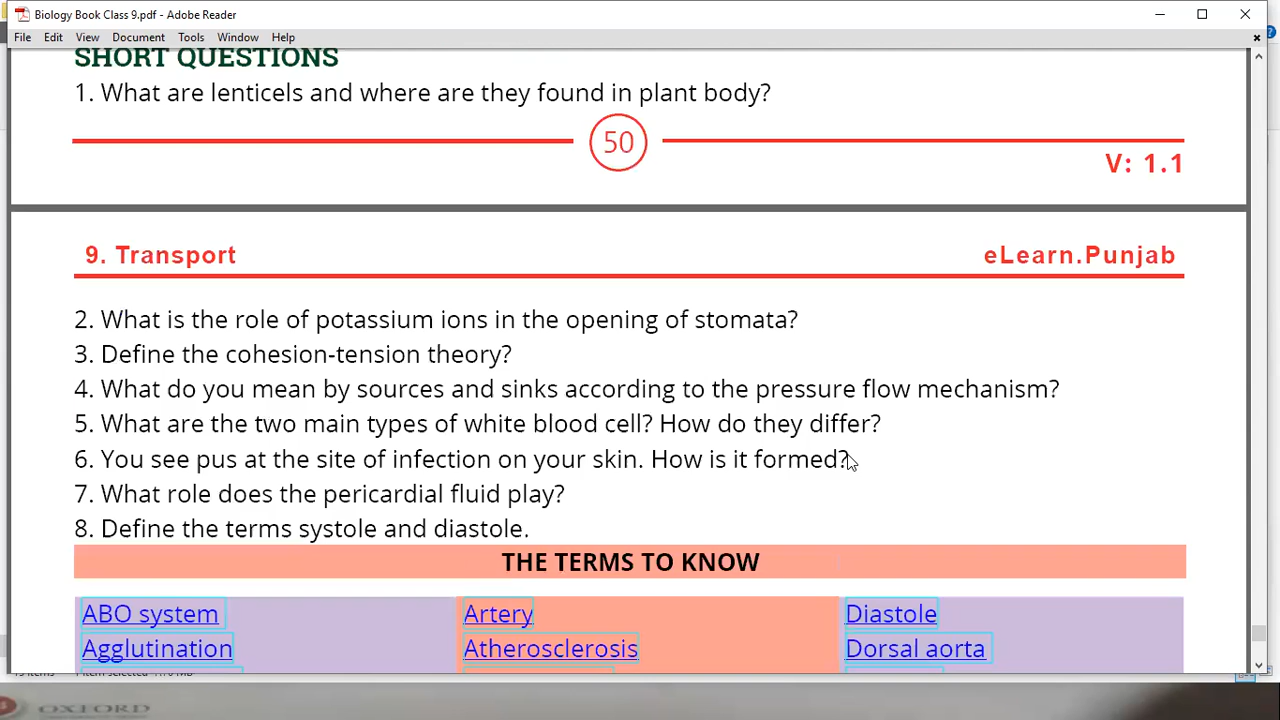 Biology Book Class 9.pdf - Adobe Reader
File Edit View Document Tools Window Help
SHORT QUESTIONS
1. What are lenticels and where are they found in plant body?
50
V: 1.1
9. Transport eLearn.Punjab
2. What is the role of potassium ions in the opening of stomata?
3. Define the cohesion-tension theory?
4. What do you mean by sources and sinks according to the pressure flow mechanism?
5. What are the two main types of white blood cell? How do they differ?
6. You see pus at the site of infection on your skin. How is it formed?
7. What role does the pericardial fluid play?
8. Define the terms systole and diastole.
THE TERMS TO KNOW
ABO system Artery Diastole
Agglutination Atherosclerosis Dorsal aorta
OXFORD